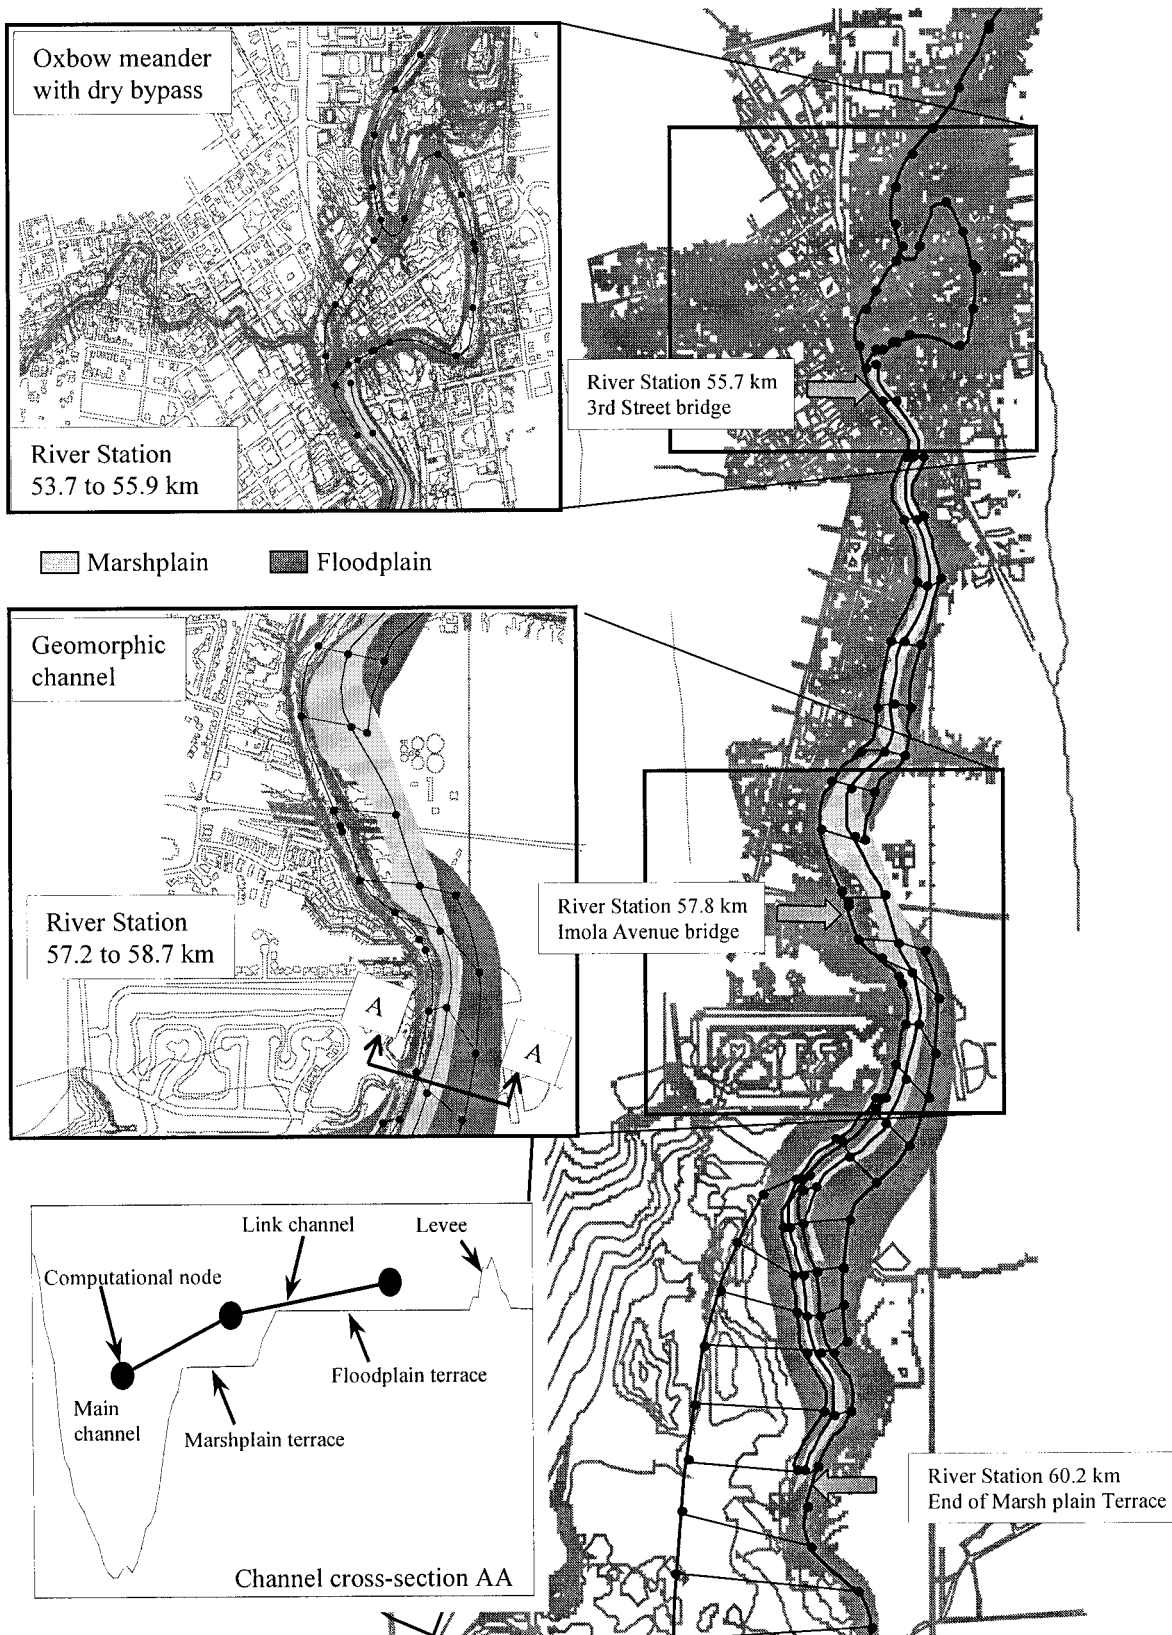 Oxbow meander
with dry bypass
River Station
53.7 to 55.9 km
River Station 55.7 km
3rd Street bridge
Marshplain
Floodplain
Geomorphic
channel
River Station
57.2 to 58.7 km
A
A
River Station 57.8 km
Imola Avenue bridge
Link channel
Levee
Computational node
Floodplain terrace
Main
channel
Marshplain terrace
Channel cross-section AA
River Station 60.2 km
End of Marsh plain Terrace